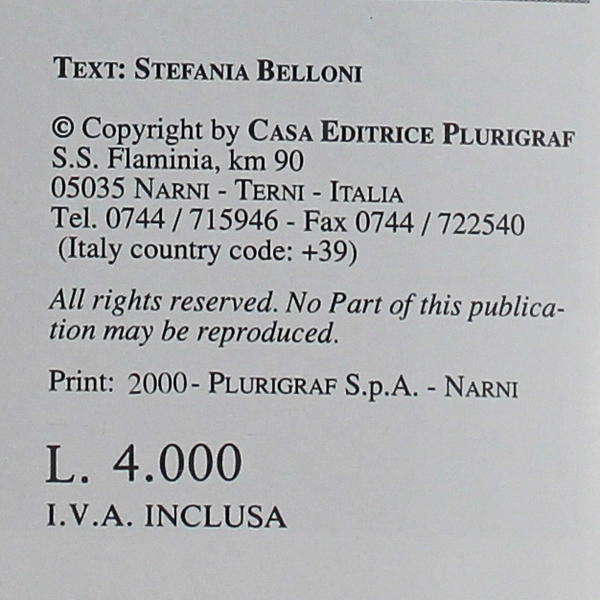 TEXT: STEFANIA BELLONI
© Copyright by CASA EDITRICE PLURIGRAF
S.S. Flaminia, km 90
05035 NARNI - TERNI - ITALIA
Tel. 0744 / 715946 - Fax 0744 / 722540
(Italy country code: +39)
All rights reserved. No Part of this publica-
tion may be reproduced.
Print: 2000 - PLURIGRAF S.p.A. - NARNI
L. 4.000
I.V.A. INCLUSA